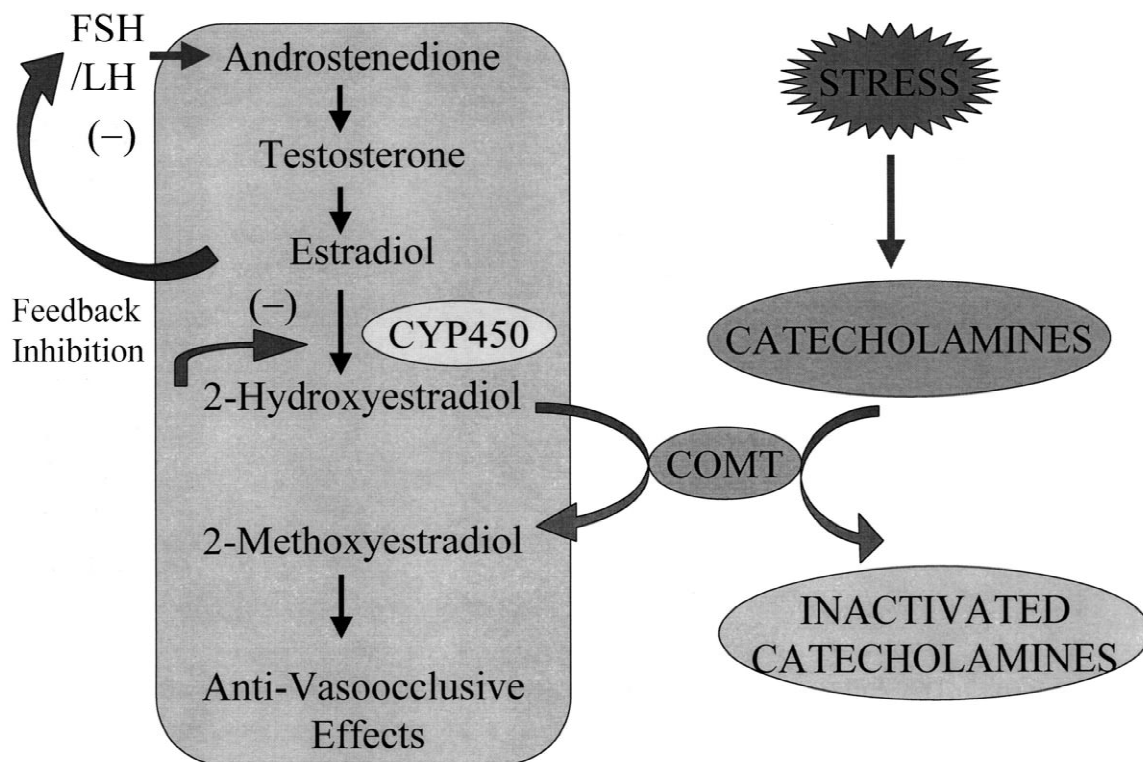 FSH
/LH
(−)
Feedback
Inhibition
Androstenedione
Testosterone
Estradiol
(−)
CYP450
2-Hydroxyestradiol
2-Methoxyestradiol
Anti-Vasoocclusive
Effects
COMT
STRESS
CATECHOLAMINES
INACTIVATED
CATECHOLAMINES